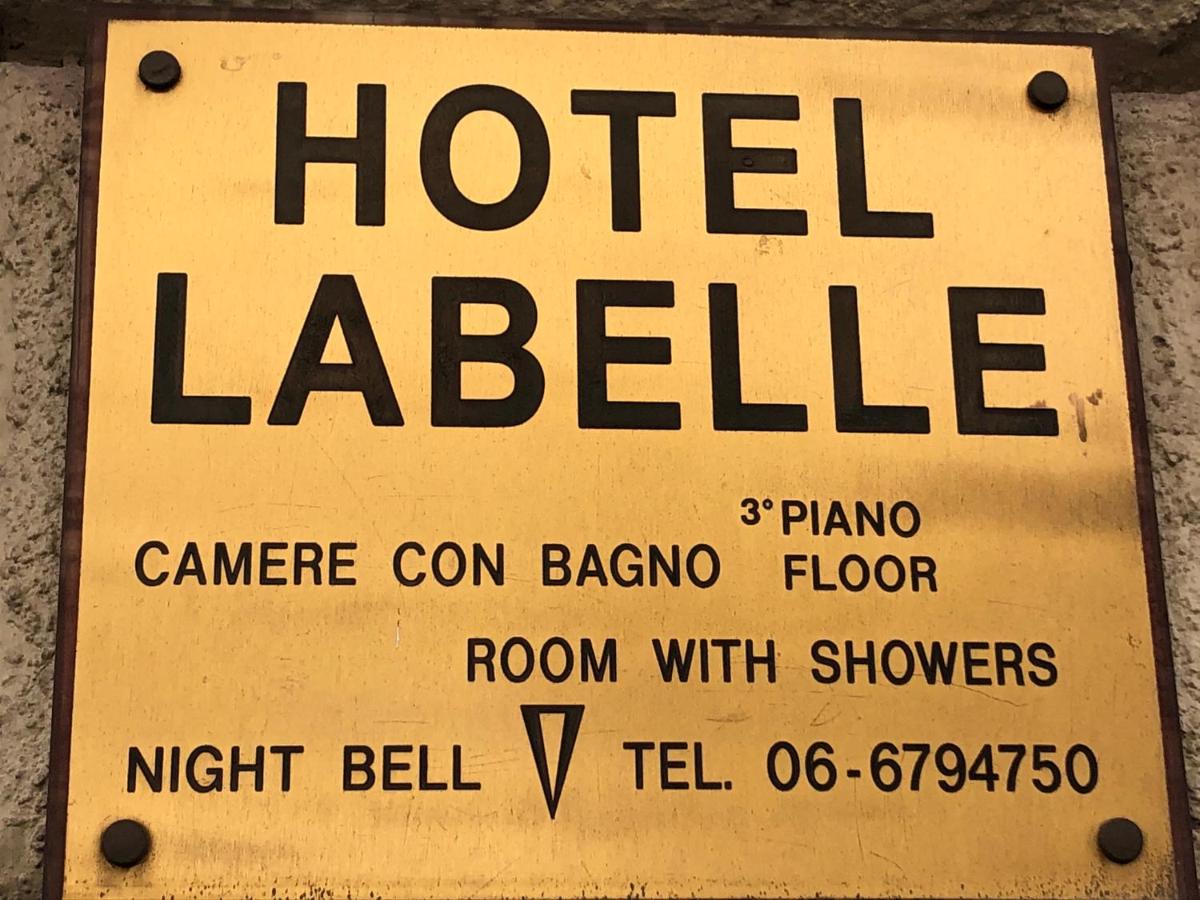 HOTEL
LABELLE
3° PIANO
CAMERE CON BAGNO FLOOR
ROOM WITH SHOWERS
NIGHT BELL TEL. 06-6794750